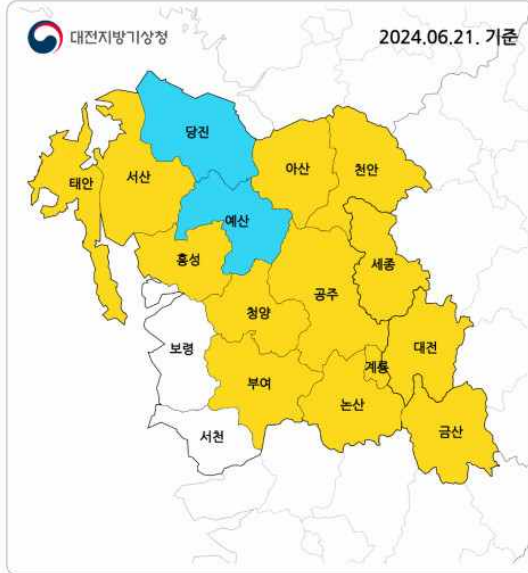 대전지방기상청
2024.06.21. 기준
당진
아산
천안
태안
서산
예산
홍성
세종
공주
청양
보령
대전
계룡
부여
논산
서천
금산